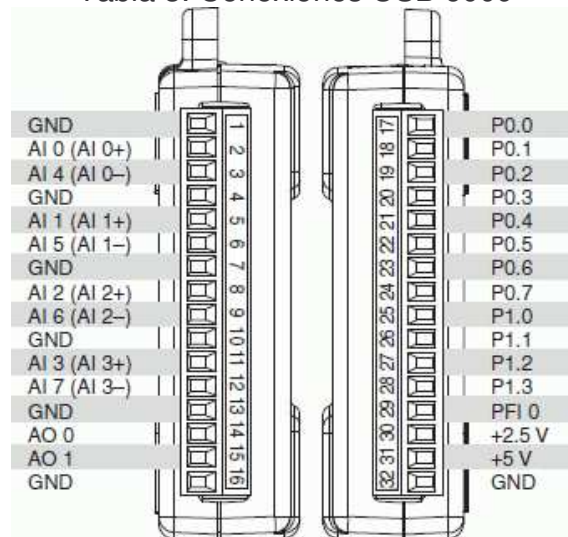 GND 1 17 P0.0
AI 0 (AI 0+) 2 18 P0.1
AI 4 (AI 0–) 3 19 P0.2
GND 4 20 P0.3
AI 1 (AI 1+) 5 21 P0.4
AI 5 (AI 1–) 6 22 P0.5
GND 7 23 P0.6
AI 2 (AI 2+) 8 24 P0.7
AI 6 (AI 2–) 9 25 P1.0
GND 10 26 P1.1
AI 3 (AI 3+) 11 27 P1.2
AI 7 (AI 3–) 12 28 P1.3
GND 13 29 PFI 0
AO 0 14 30 +2.5 V
AO 1 15 31 +5 V
GND 16 32 GND